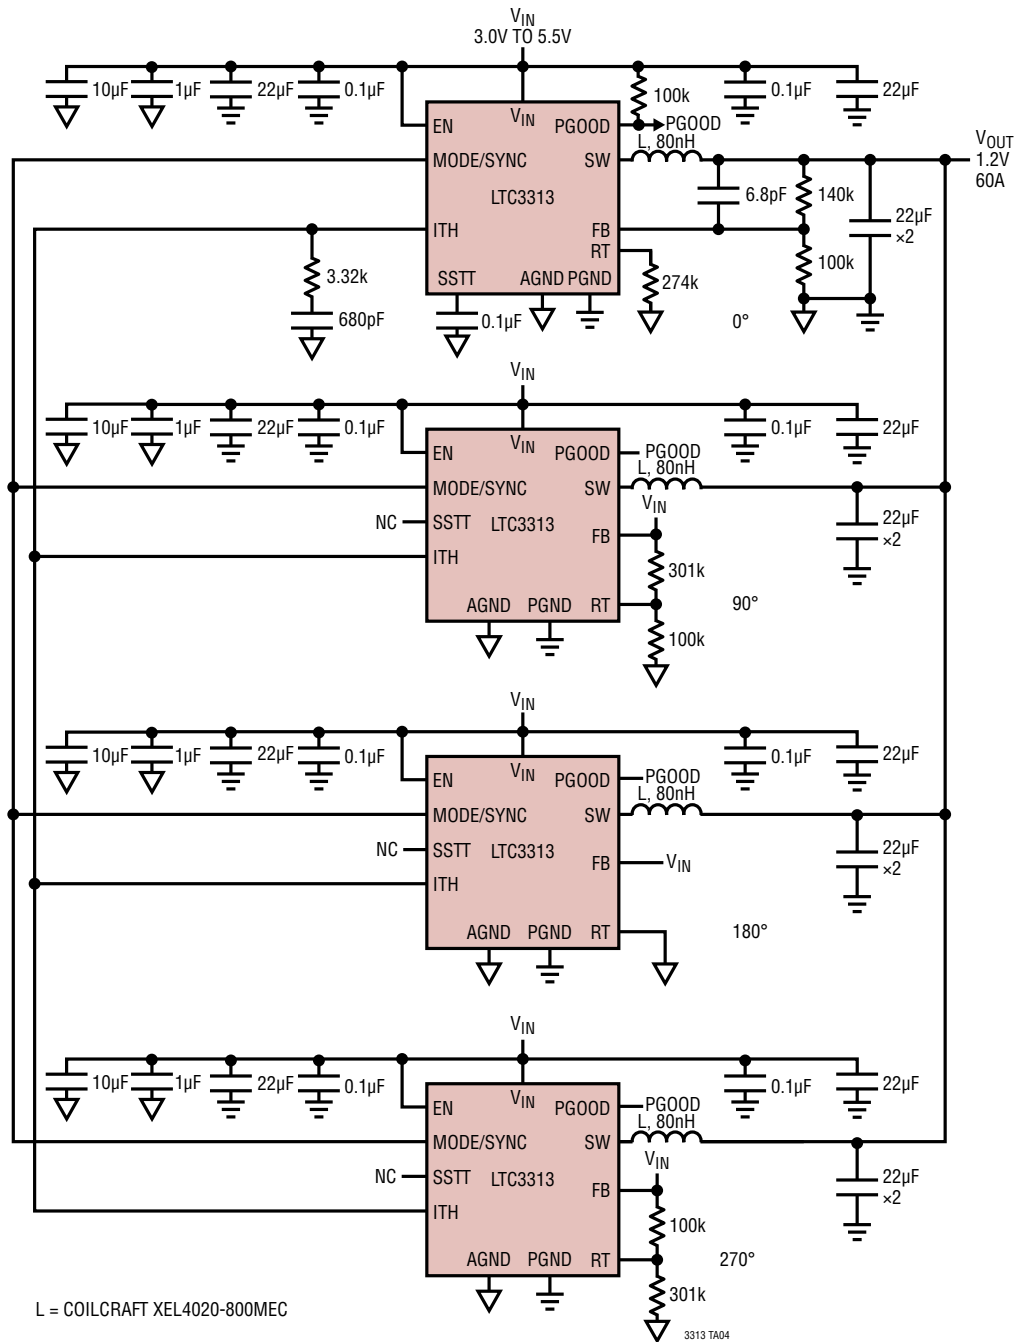 VIN
3.0V TO 5.5V
10µF
1µF
22µF
0.1µF
100k
0.1µF
22µF
VIN
EN
PGOOD
PGOOD
L, 80nH
MODE/SYNC
SW
VOUT
1.2V
60A
LTC3313
6.8pF
140k
22µF
×2
ITH
FB
RT
3.32k
100k
SSTT
AGND
PGND
274k
680pF
0.1µF
0°
VIN
10µF
1µF
22µF
0.1µF
0.1µF
22µF
VIN
EN
PGOOD
PGOOD
L, 80nH
MODE/SYNC
SW
VIN
NC
SSTT
LTC3313
FB
22µF
×2
ITH
301k
AGND
PGND
RT
90°
100k
VIN
10µF
1µF
22µF
0.1µF
0.1µF
22µF
VIN
EN
PGOOD
PGOOD
L, 80nH
MODE/SYNC
SW
NC
SSTT
LTC3313
FB
VIN
22µF
×2
ITH
AGND
PGND
RT
180°
VIN
10µF
1µF
22µF
0.1µF
0.1µF
22µF
VIN
EN
PGOOD
PGOOD
L, 80nH
MODE/SYNC
SW
VIN
NC
SSTT
LTC3313
FB
22µF
×2
ITH
100k
AGND
PGND
RT
270°
301k
L = COILCRAFT XEL4020-800MEC
3313 TA04